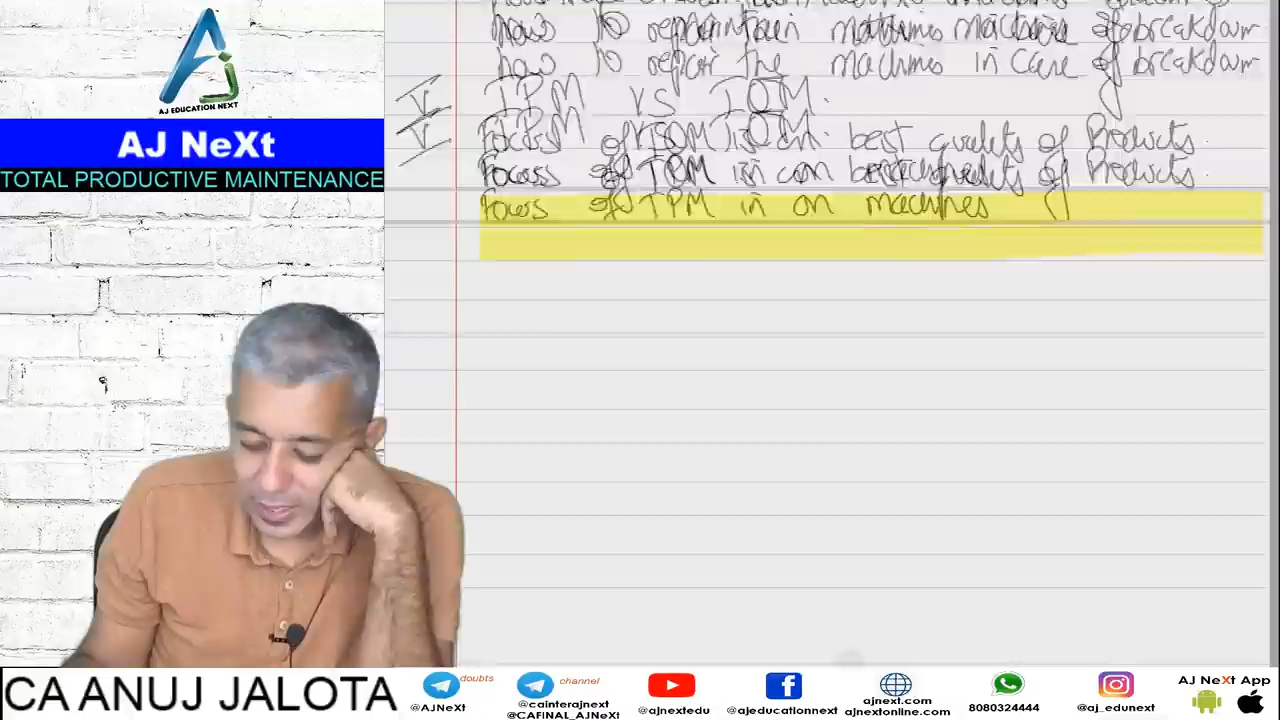 AJ EDUCATION NEXT
AJ NeXt
TOTAL PRODUCTIVE MAINTENANCE
how to repair the machines in case of breakdown
TPM VS TQM
Focus of TQM is on best quality of Products
Focus of TPM in on machines
CA ANUJ JALOTA
doubts
@AJNeXt
channel
@cainterajnext
@CAFINAL_AJNeXt
@ajnextedu
@ajeducationnext
ajnext.com
ajnextonline.com
8080324444
@aj_edunext
AJ NeXt App